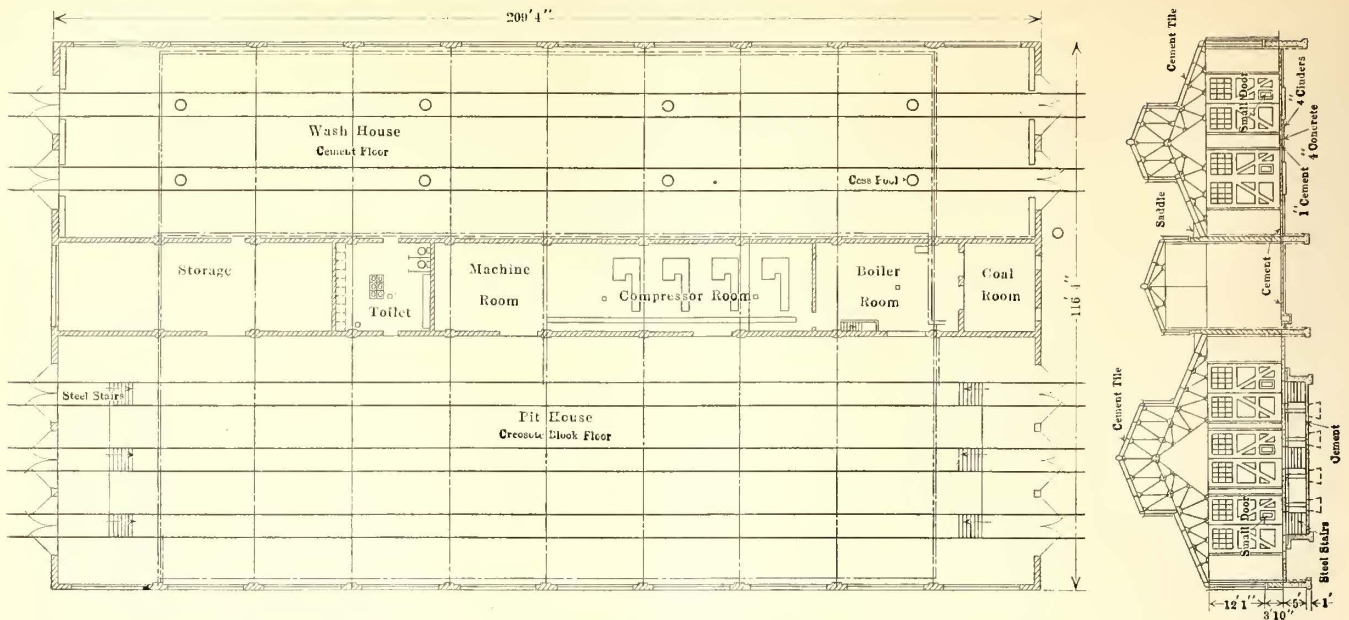 209'4"
Wash House
Cement Floor
Cess Pool
Storage
Toilet
Machine
Room
Compressor Room
Boiler
Room
Coal
Room
116'4"
Steel Stairs
Pit House
Creosote Block Floor
Cement Tile
Small Door
4" Cinders
4" Concrete
1" Cement
Saddle
Cement
Cement Tile
Small Door
Cement
Steel Stairs
12'1"
3'10"
5'
1'